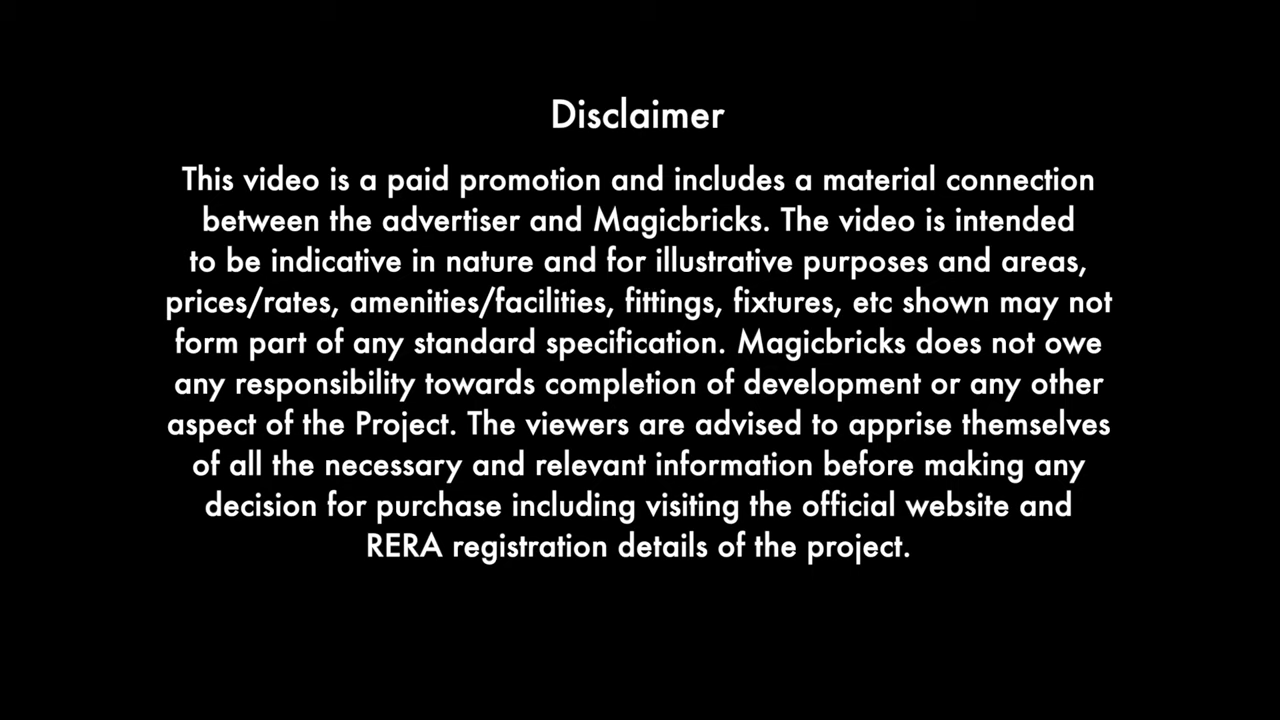 Disclaimer
This video is a paid promotion and includes a material connection
between the advertiser and Magicbricks. The video is intended
to be indicative in nature and for illustrative purposes and areas,
prices/rates, amenities/facilities, fittings, fixtures, etc shown may not
form part of any standard specification. Magicbricks does not owe
any responsibility towards completion of development or any other
aspect of the Project. The viewers are advised to apprise themselves
of all the necessary and relevant information before making any
decision for purchase including visiting the official website and
RERA registration details of the project.